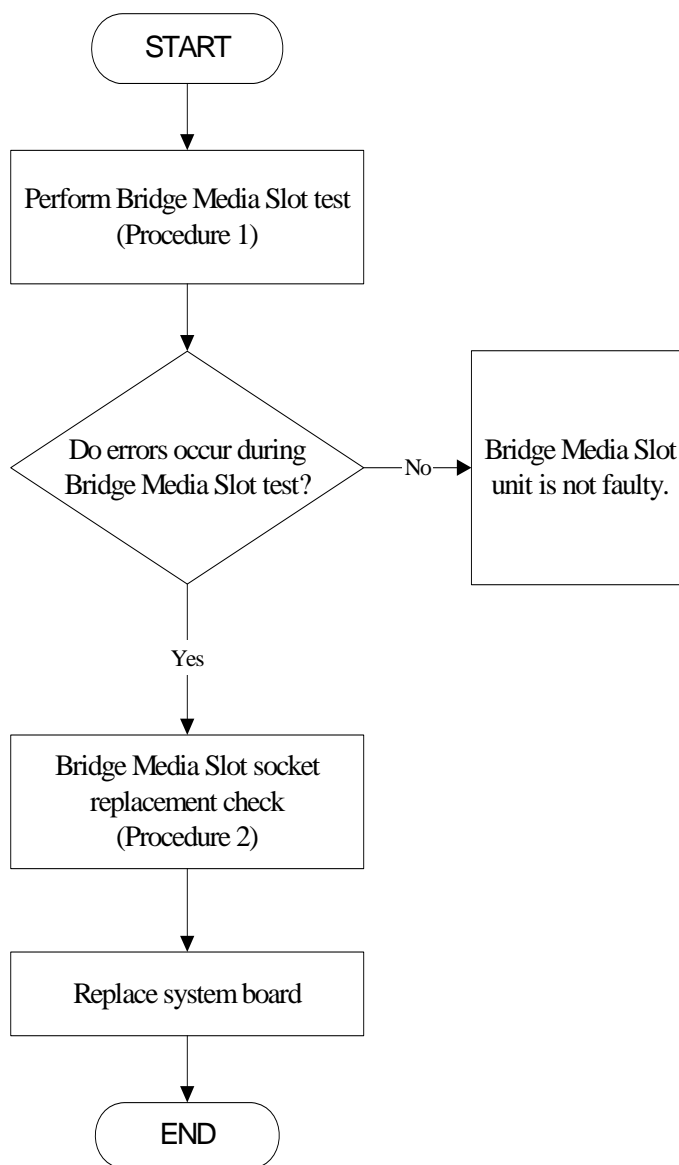 START
Perform Bridge Media Slot test
(Procedure 1)
Do errors occur during
Bridge Media Slot test?
No
Bridge Media Slot
unit is not faulty.
Yes
Bridge Media Slot socket
replacement check
(Procedure 2)
Replace system board
END